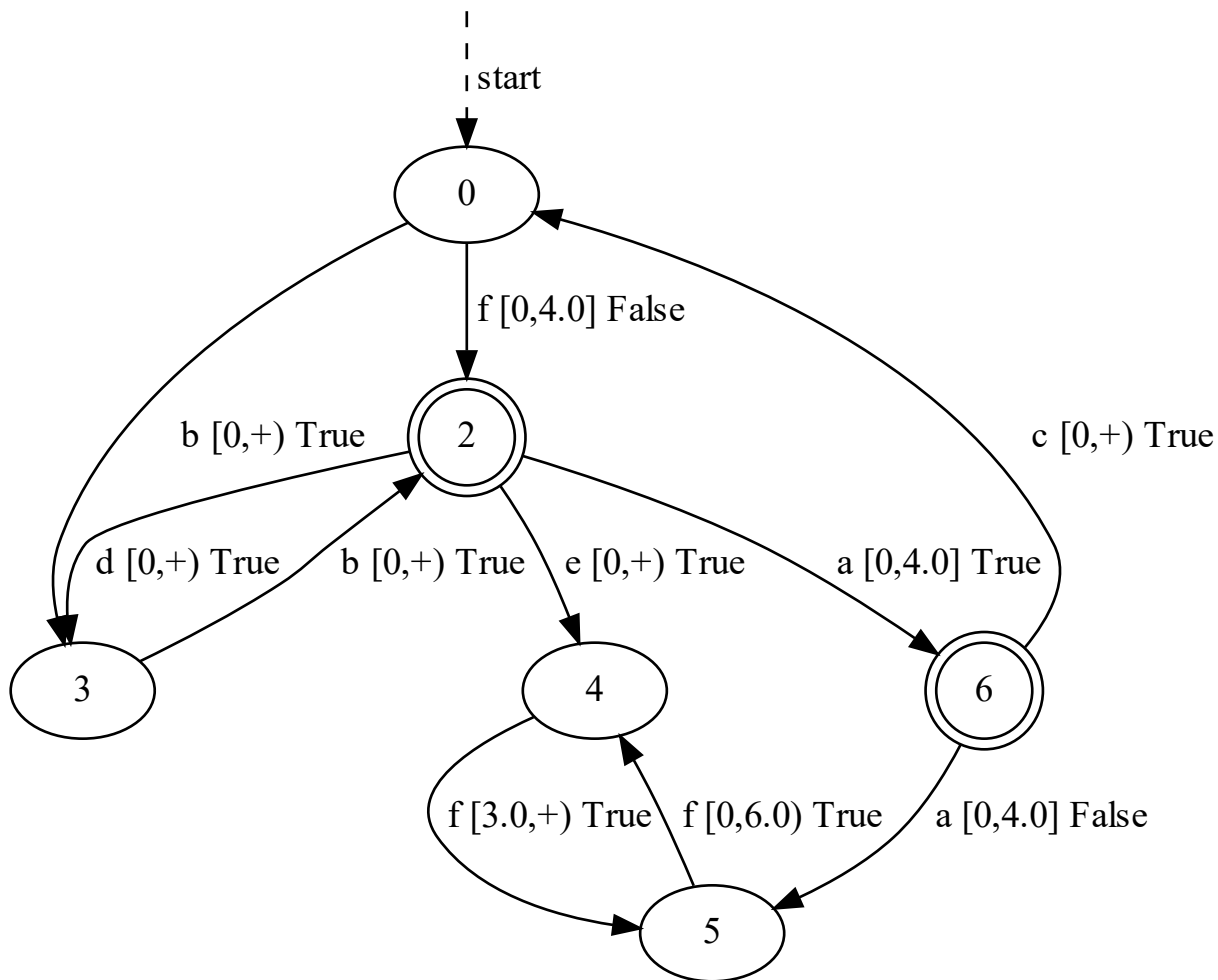 start
0
f [0,4.0] False
b [0,+) True
2
c [0,+) True
d [0,+) True
b [0,+) True
e [0,+) True
a [0,4.0] True
3
4
6
f [3.0,+) True
f [0,6.0) True
a [0,4.0] False
5